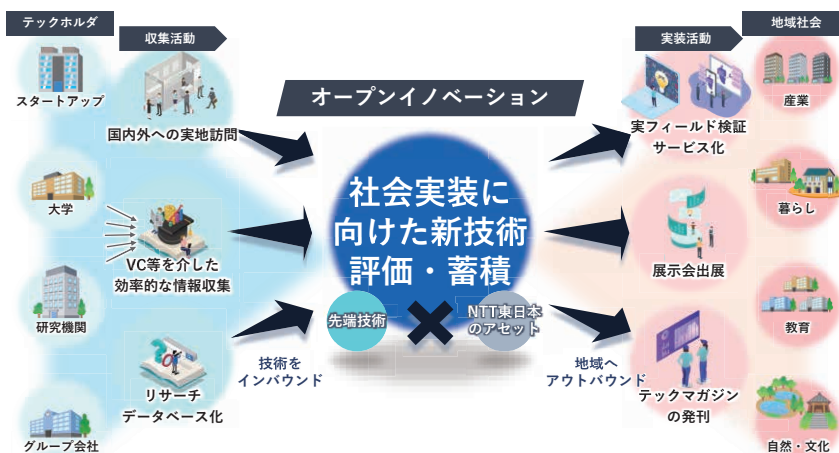 テックホルダ
収集活動
スタートアップ
大学
研究機関
グループ会社
国内外への実地訪問
VC等を介した
効率的な情報収集
リサーチ
データベース化
技術を
インバウンド
オープンイノベーション
社会実装に
向けた新技術
評価・蓄積
先端技術
NTT東日本
のアセット
地域へ
アウトバウンド
実装活動
実フィールド検証
サービス化
展示会出展
テックマガジン
の発刊
地域社会
産業
暮らし
教育
自然・文化